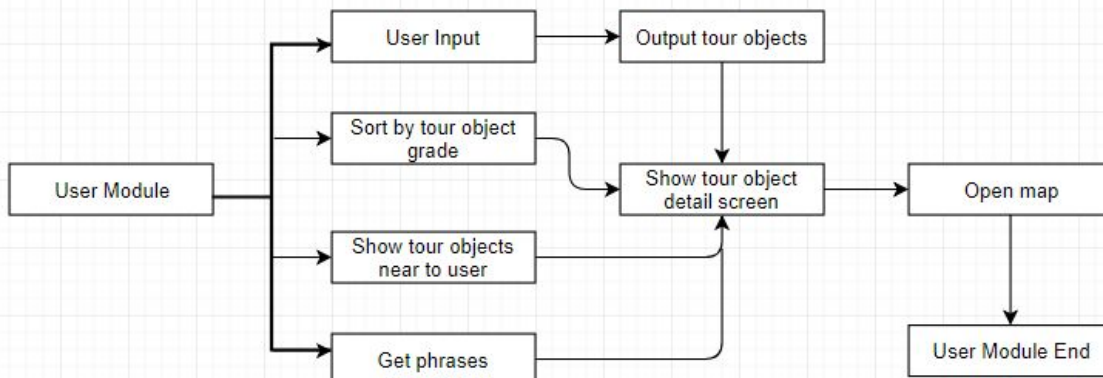 User Input
Output tour objects
Sort by tour object
grade
User Module
Show tour object
detail screen
Open map
Show tour objects
near to user
Get phrases
User Module End